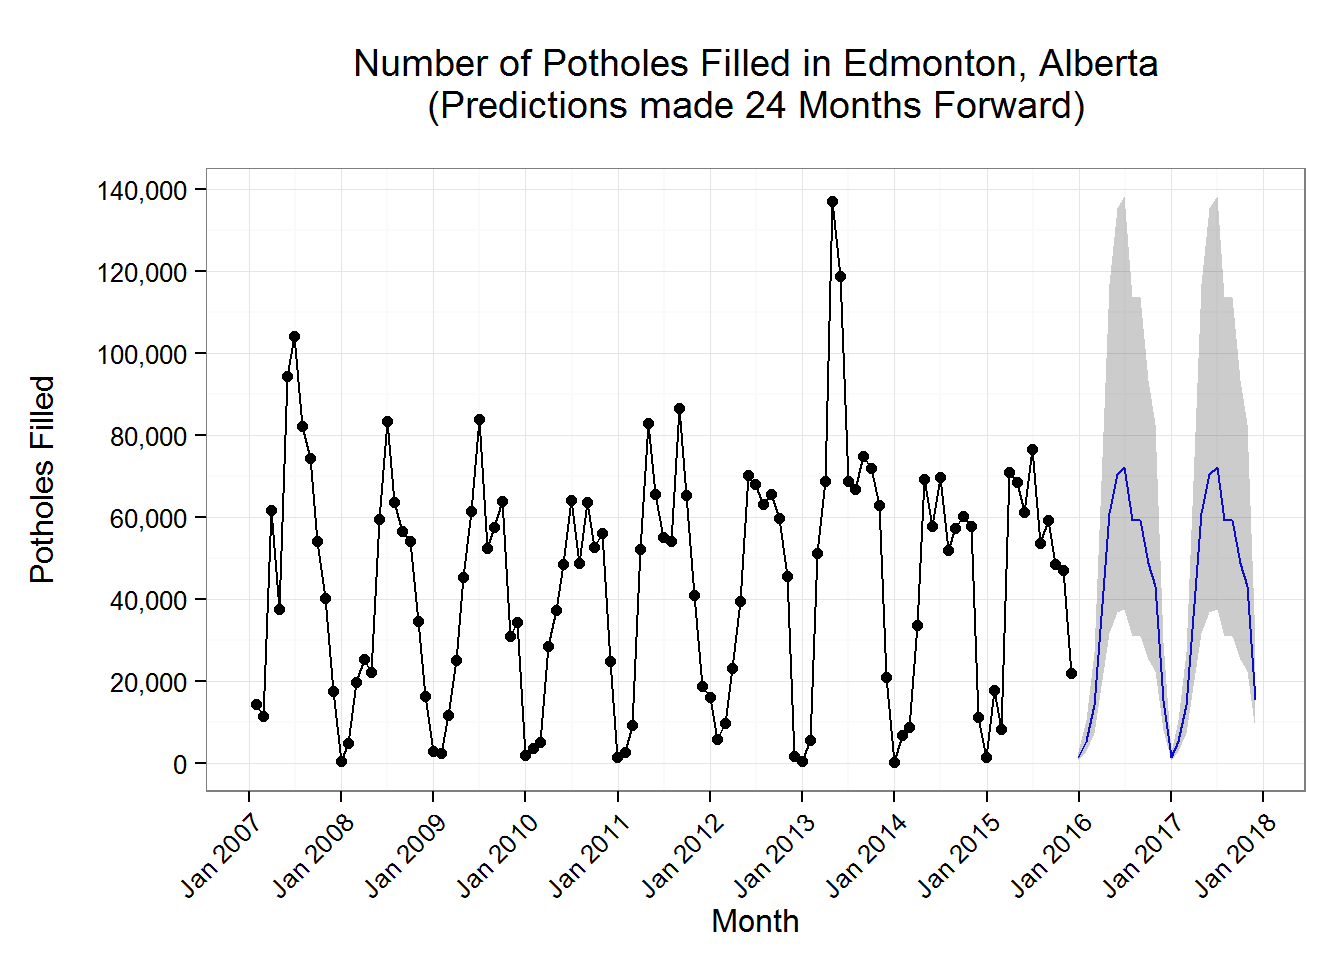 Number of Potholes Filled in Edmonton, Alberta
(Predictions made 24 Months Forward)
140,000
120,000
100,000
80,000
60,000
40,000
20,000
0
Potholes Filled
Jan 2007
Jan 2008
Jan 2009
Jan 2010
Jan 2011
Jan 2012
Jan 2013
Jan 2014
Jan 2015
Jan 2016
Jan 2017
Jan 2018
Month